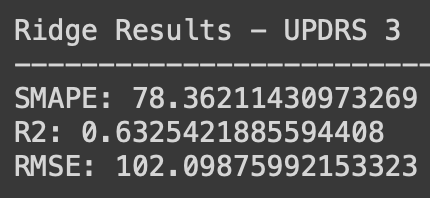 Ridge Results - UPDRS 3
-------------------------
SMAPE: 78.36211430973269
R2: 0.6325421885594408
RMSE: 102.09875992153323